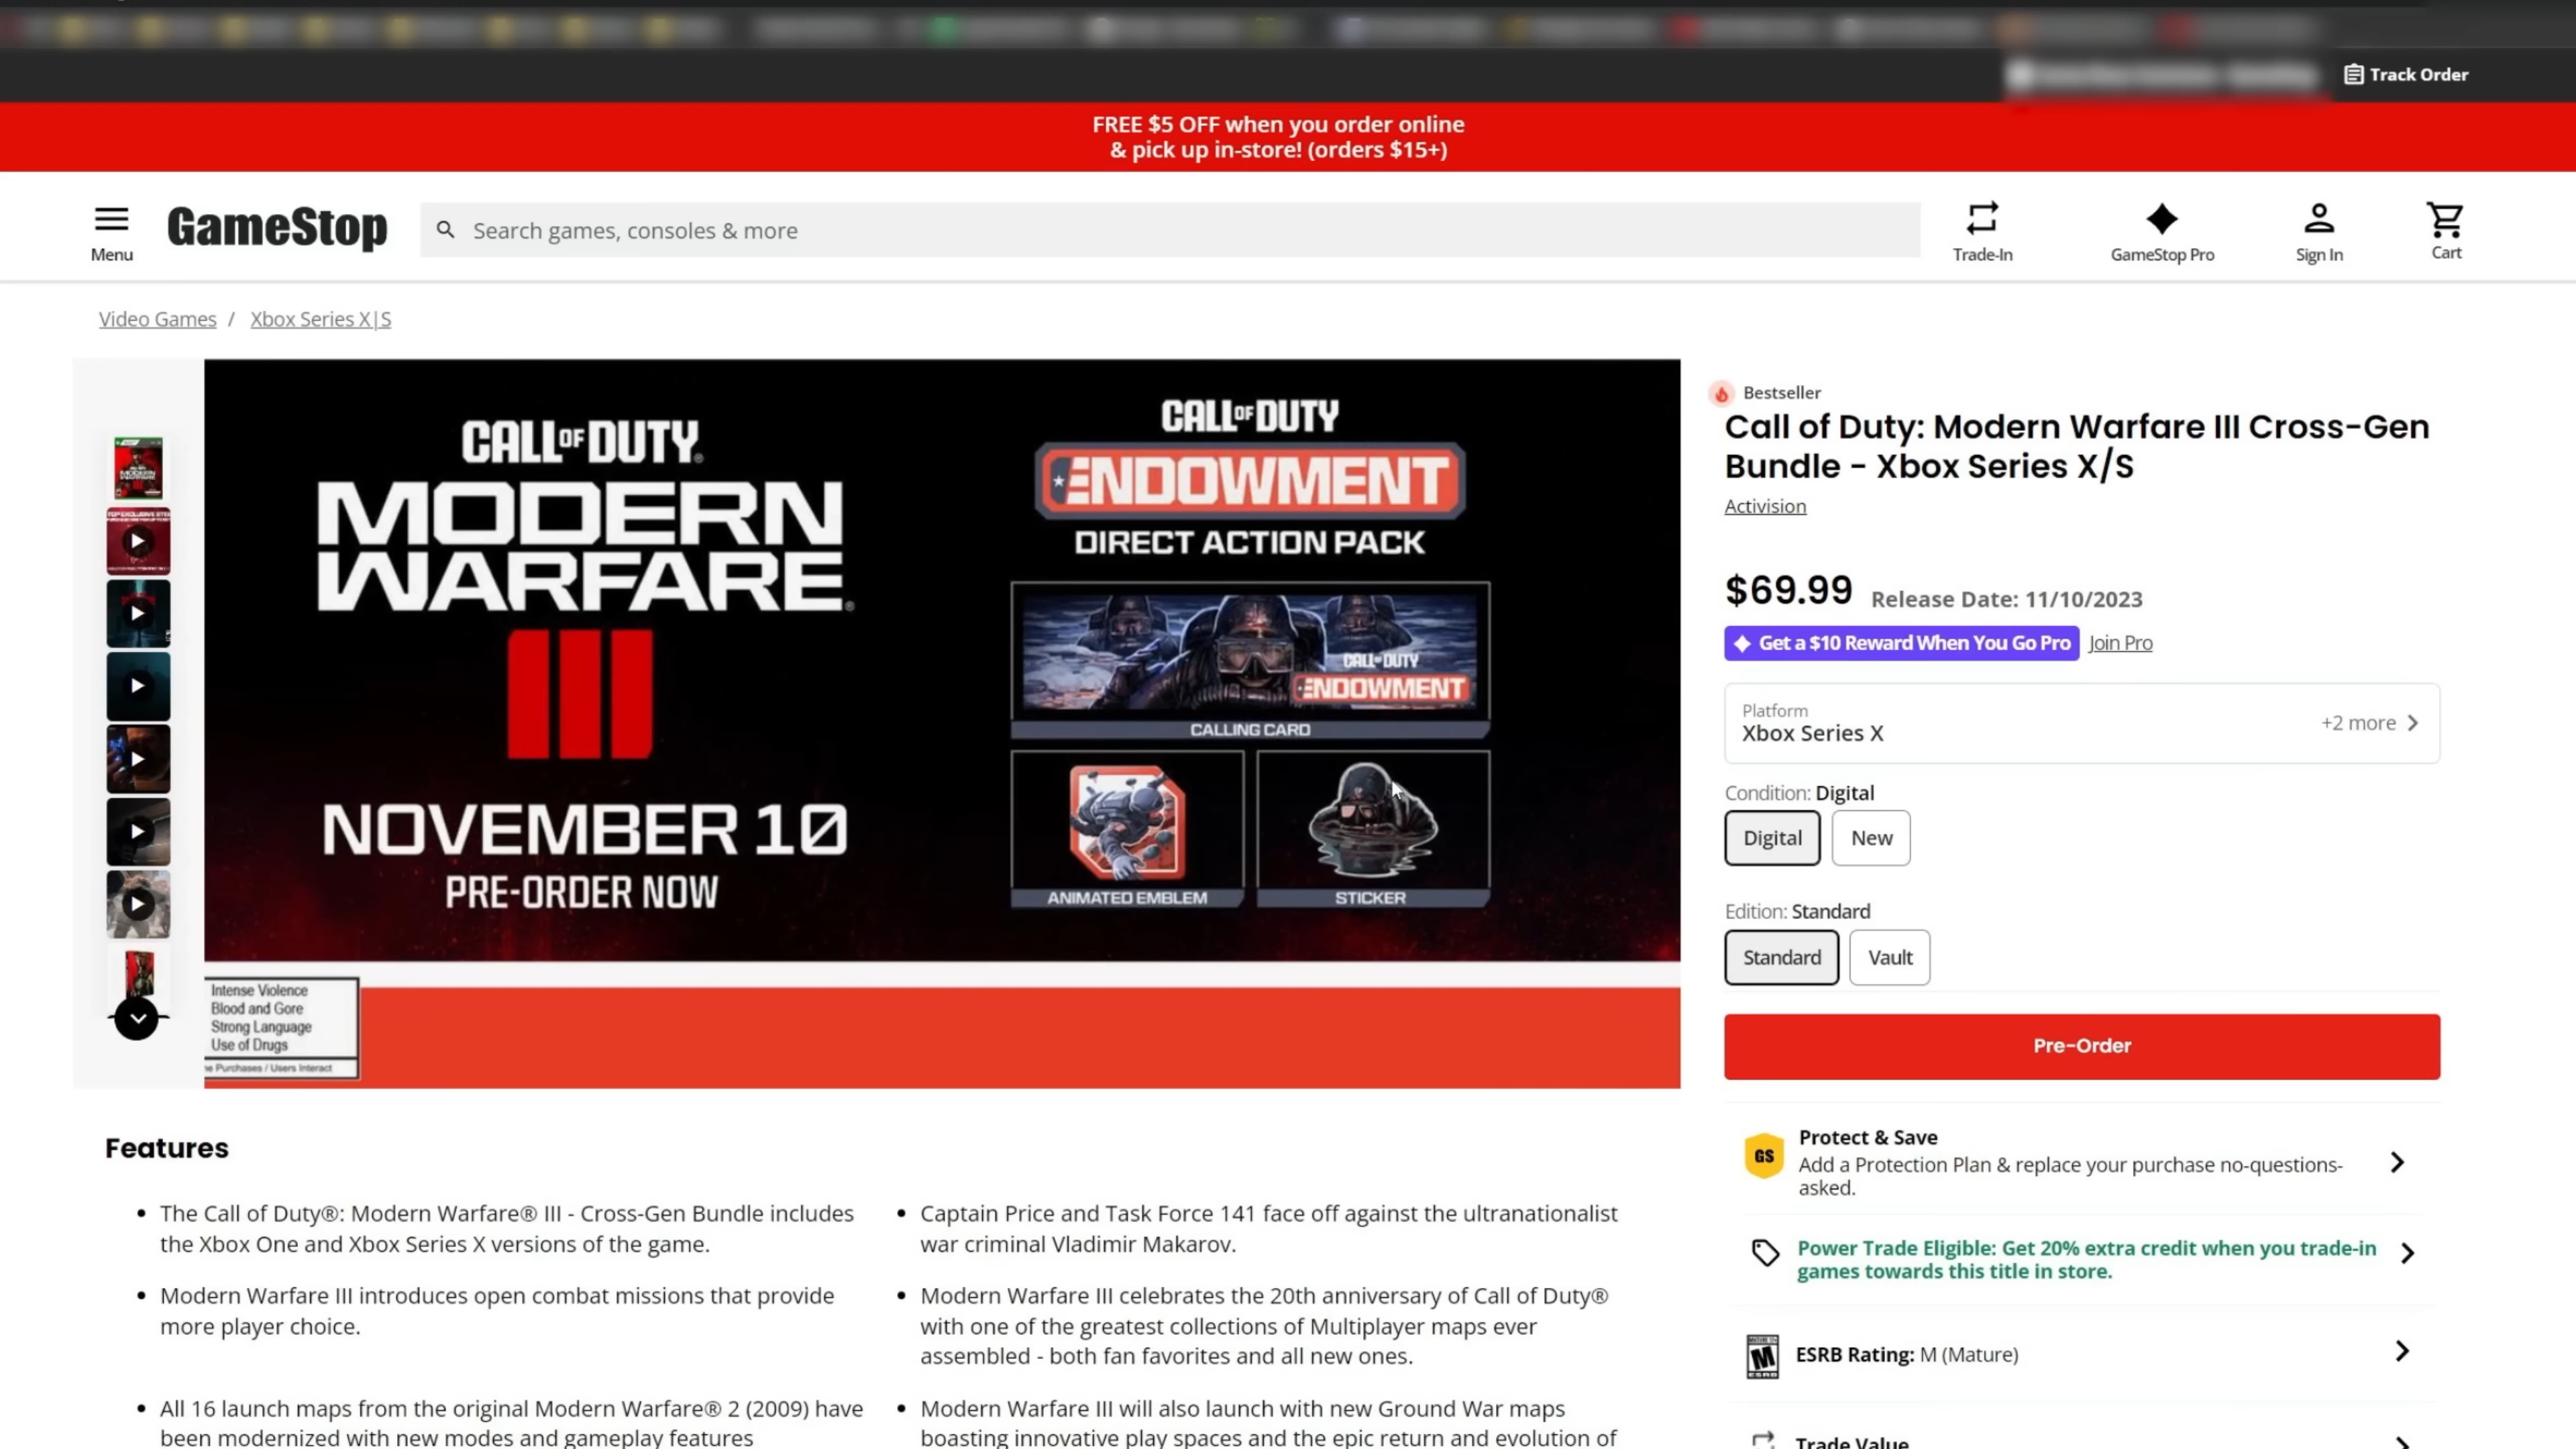 Track Order
FREE $5 OFF when you order online
& pick up in-store! (orders $15+)
Menu
GameStop
Search games, consoles & more
Trade-In
GameStop Pro
Sign In
Cart
Video Games / Xbox Series X|S
CALL OF DUTY®
MODERN
WARFARE®
III
NOVEMBER 10
PRE-ORDER NOW
CALL OF DUTY
ENDOWMENT
DIRECT ACTION PACK
CALL OF DUTY
ENDOWMENT
CALLING CARD
ANIMATED EMBLEM
STICKER
Intense Violence
Blood and Gore
Strong Language
Use of Drugs
Purchases / Users Interact
Bestseller
Call of Duty: Modern Warfare III Cross-Gen
Bundle - Xbox Series X/S
Activision
$69.99 Release Date: 11/10/2023
Get a $10 Reward When You Go Pro Join Pro
Platform
Xbox Series X
+2 more
Condition: Digital
Digital
New
Edition: Standard
Standard
Vault
Pre-Order
GS
Protect & Save
Add a Protection Plan & replace your purchase no-questions-
asked.
Power Trade Eligible: Get 20% extra credit when you trade-in
games towards this title in store.
M
ESRB
ESRB Rating: M (Mature)
Trade Value
Features
• The Call of Duty®: Modern Warfare® III - Cross-Gen Bundle includes
the Xbox One and Xbox Series X versions of the game.
• Modern Warfare III introduces open combat missions that provide
more player choice.
• All 16 launch maps from the original Modern Warfare® 2 (2009) have
been modernized with new modes and gameplay features
• Captain Price and Task Force 141 face off against the ultranationalist
war criminal Vladimir Makarov.
• Modern Warfare III celebrates the 20th anniversary of Call of Duty®
with one of the greatest collections of Multiplayer maps ever
assembled - both fan favorites and all new ones.
• Modern Warfare III will also launch with new Ground War maps
boasting innovative play spaces and the epic return and evolution of